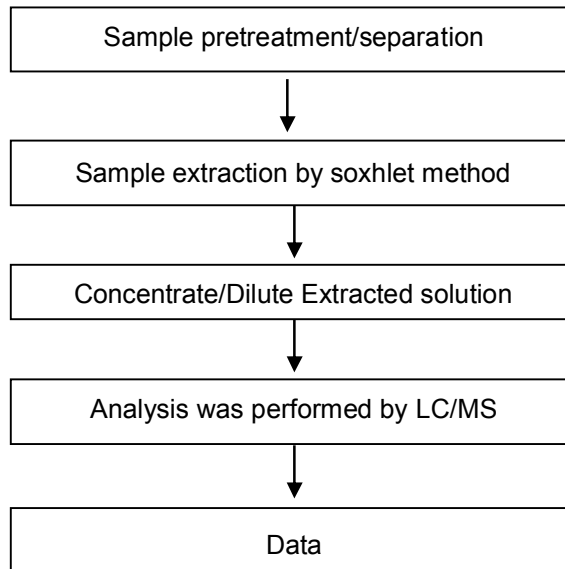 Sample pretreatment/separation
Sample extraction by soxhlet method
Concentrate/Dilute Extracted solution
Analysis was performed by LC/MS
Data